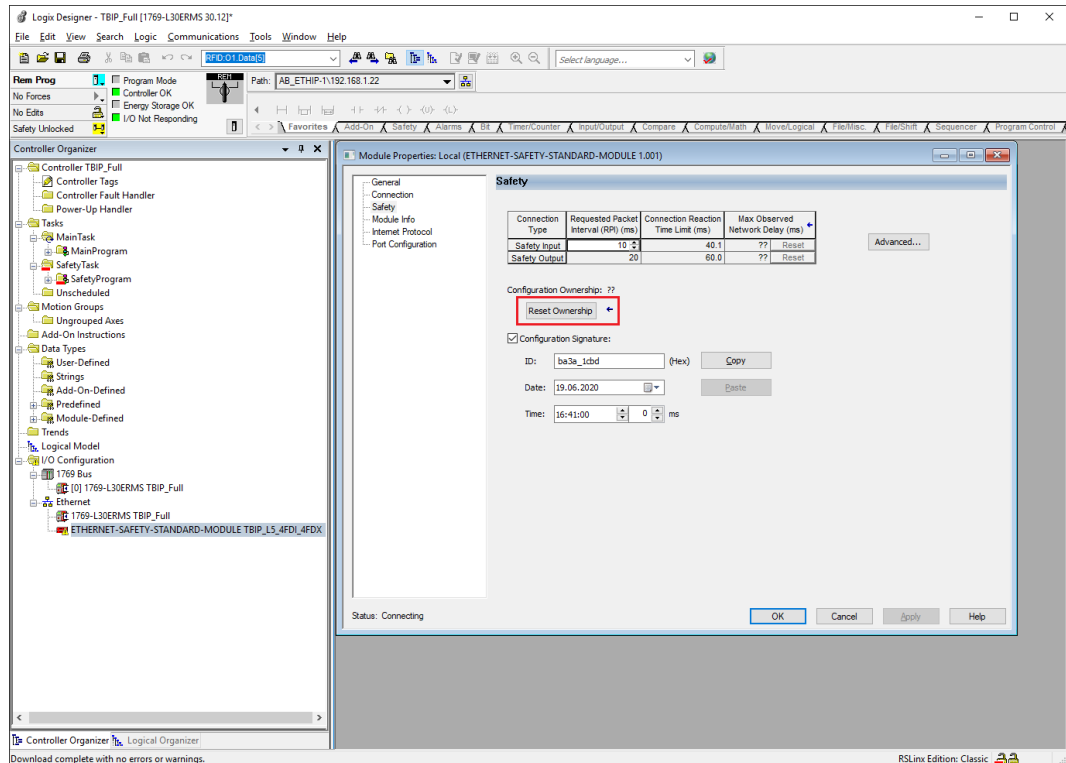 Logix Designer - TBIP_Full [1769-L30ERMS 30.12]*
File Edit View Search Logic Communications Tools Window Help
RFID:O1.Data[5]
Select language...
Rem Prog
Program Mode
REM
Path: AB_ETHIP-1\192.168.1.22
No Forces
Controller OK
Energy Storage OK
No Edits
I/O Not Responding
Safety Unlocked
Favorites Add-On Safety Alarms Bit Timer/Counter Input/Output Compare Compute/Math Move/Logical File/Misc. File/Shift Sequencer Program Control
Controller Organizer
Controller TBIP_Full
Controller Tags
Controller Fault Handler
Power-Up Handler
Tasks
MainTask
MainProgram
SafetyTask
SafetyProgram
Unscheduled
Motion Groups
Ungrouped Axes
Add-On Instructions
Data Types
User-Defined
Strings
Add-On-Defined
Predefined
Module-Defined
Trends
Logical Model
I/O Configuration
1769 Bus
[0] 1769-L30ERMS TBIP_Full
Ethernet
1769-L30ERMS TBIP_Full
ETHERNET-SAFETY-STANDARD-MODULE TBIP_L5_4FDI_4FDX
Controller Organizer Logical Organizer
Module Properties: Local (ETHERNET-SAFETY-STANDARD-MODULE 1.001)
General
Connection
Safety
Module Info
Internet Protocol
Port Configuration
Safety
Connection Type Requested Packet Interval (RPI) (ms) Connection Reaction Time Limit (ms) Max Observed Network Delay (ms)
Safety Input 10 40.1 ?? Reset
Safety Output 20 60.0 ?? Reset
Advanced...
Configuration Ownership: ??
Reset Ownership
Configuration Signature:
ID: ba3a_1cbd (Hex) Copy
Date: 19.06.2020 Paste
Time: 16:41:00 0 ms
Status: Connecting
OK Cancel Apply Help
Download complete with no errors or warnings.
RSLinx Edition: Classic